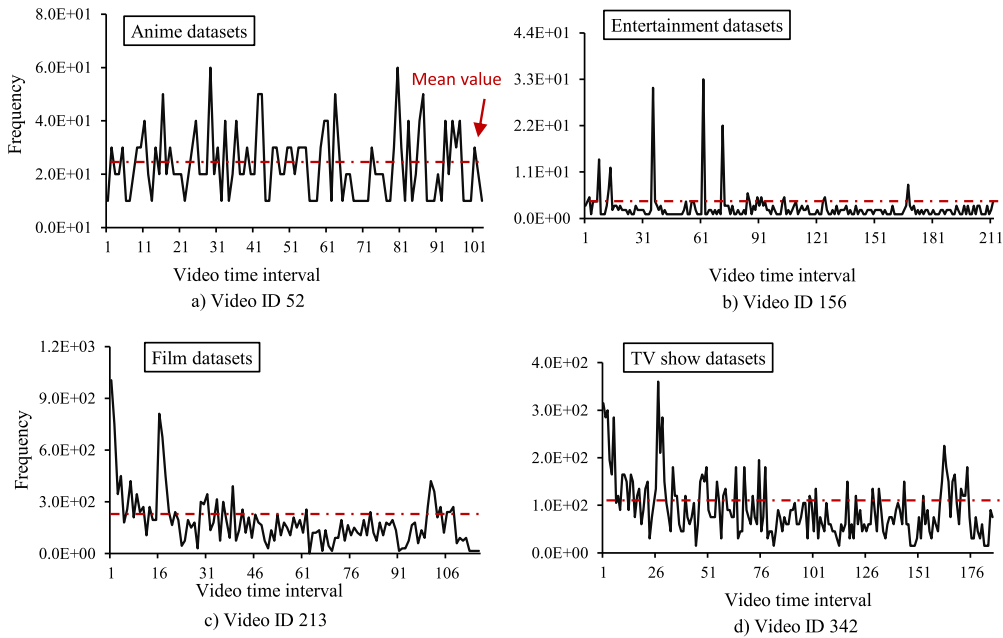 Anime datasets
8.0E+01
6.0E+01
4.0E+01
2.0E+01
0.0E+01
Frequency
Mean value
1 11 21 31 41 51 61 71 81 91 101
Video time interval
a) Video ID 52
Entertainment datasets
4.4E+01
3.3E+01
2.2E+01
1.1E+01
0.0E+00
1 31 61 91 121 151 181 211
Video time interval
b) Video ID 156
Film datasets
1.2E+03
9.0E+02
6.0E+02
3.0E+02
0.0E+00
Frequency
1 16 31 46 61 76 91 106
Video time interval
c) Video ID 213
TV show datasets
4.0E+02
3.0E+02
2.0E+02
1.0E+02
0.0E+00
1 26 51 76 101 126 151 176
Video time interval
d) Video ID 342